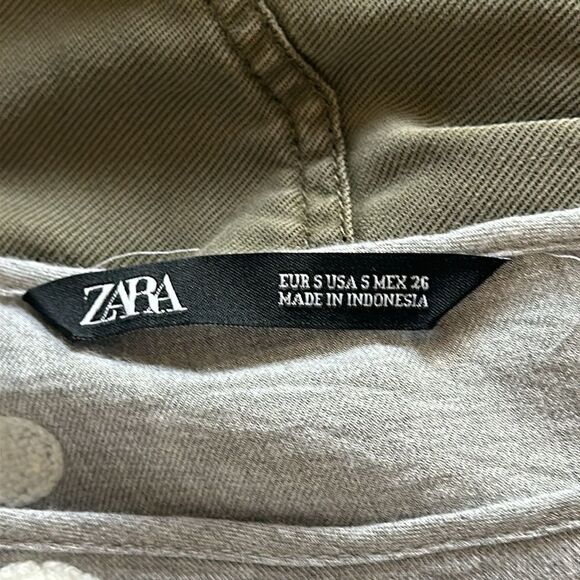 ZARA
EUR S USA S MEX 26
MADE IN INDONESIA